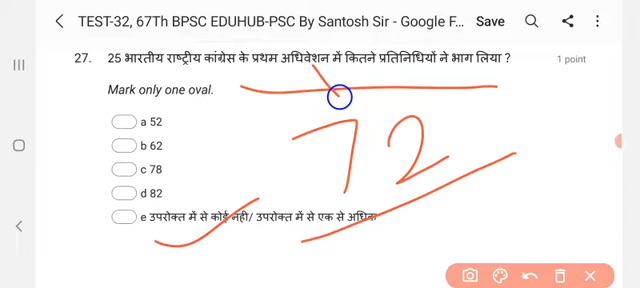 TEST-32, 67Th BPSC EDUHUB-PSC By Santosh Sir - Google F... Save
27. 25 भारतीय राष्ट्रीय कांग्रेस के प्रथम अधिवेशन में कितने प्रतिनिधियों ने भाग लिया ? 1 point
Mark only one oval.
72
a 52
b 62
c 78
d 82
e उपरोक्त में से कोई नही/ उपरोक्त में से एक से अधिक